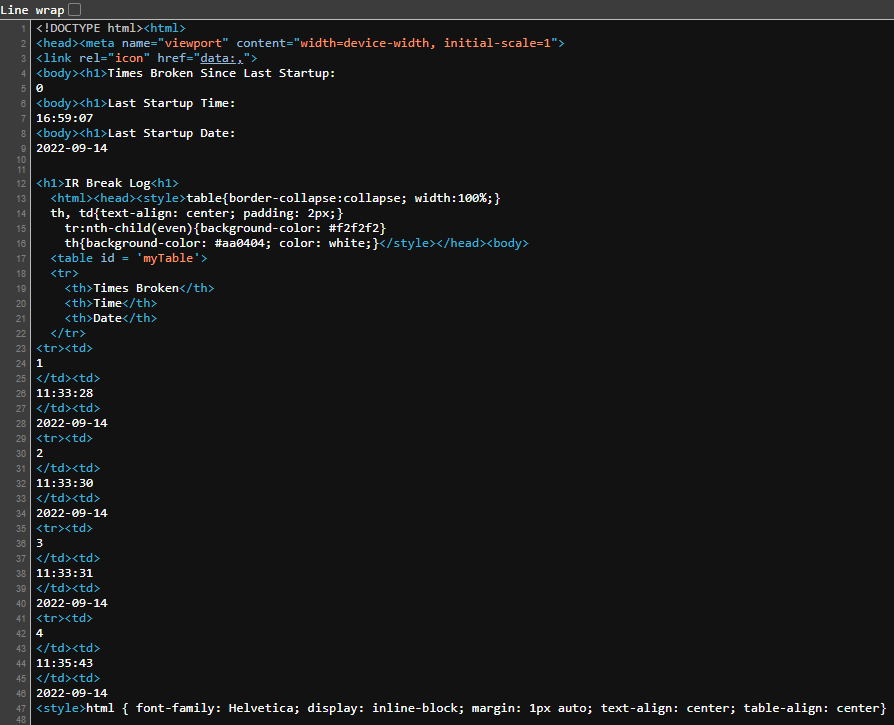 Line wrap
1 <!DOCTYPE html><html>
2 <head><meta name="viewport" content="width=device-width, initial-scale=1">
3 <link rel="icon" href="data:,">
4 <body><h1>Times Broken Since Last Startup:
5 0
6 <body><h1>Last Startup Time:
7 16:59:07
8 <body><h1>Last Startup Date:
9 2022-09-14
10
11
12 <h1>IR Break Log<h1>
13   <html><head><style>table{border-collapse:collapse; width:100%;}
14   th, td{text-align: center; padding: 2px;}
15     tr:nth-child(even){background-color: #f2f2f2}
16     th{background-color: #aa0404; color: white;}</style></head><body>
17   <table id = 'myTable'>
18   <tr>
19     <th>Times Broken</th>
20     <th>Time</th>
21     <th>Date</th>
22   </tr>
23 <tr><td>
24 1
25 </td><td>
26 11:33:28
27 </td><td>
28 2022-09-14
29 <tr><td>
30 2
31 </td><td>
32 11:33:30
33 </td><td>
34 2022-09-14
35 <tr><td>
36 3
37 </td><td>
38 11:33:31
39 </td><td>
40 2022-09-14
41 <tr><td>
42 4
43 </td><td>
44 11:35:43
45 </td><td>
46 2022-09-14
47 <style>html { font-family: Helvetica; display: inline-block; margin: 1px auto; text-align: center; table-align: center}
48